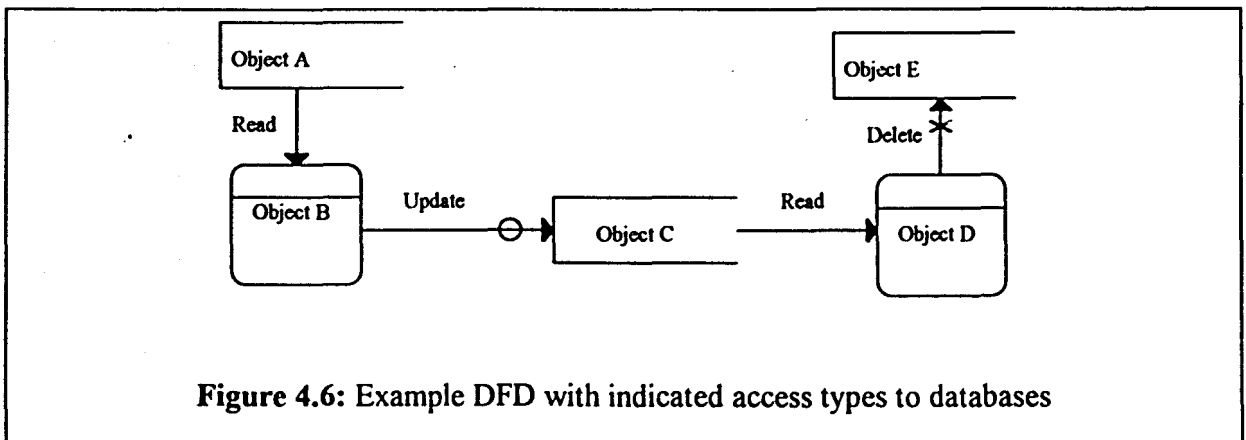 Object A
Object E
Read
Delete
Object B
Update
Object C
Read
Object D
Figure 4.6: Example DFD with indicated access types to databases